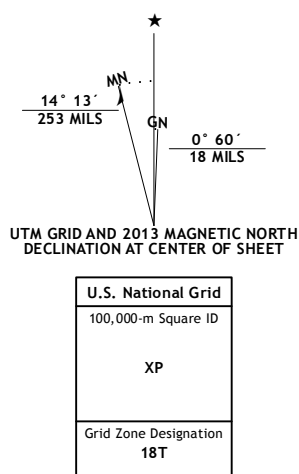 ★
MN
14° 13´
253 MILS
GN
0° 60´
18 MILS
UTM GRID AND 2013 MAGNETIC NORTH
DECLINATION AT CENTER OF SHEET
U.S. National Grid
100,000-m Square ID
XP
Grid Zone Designation
18T